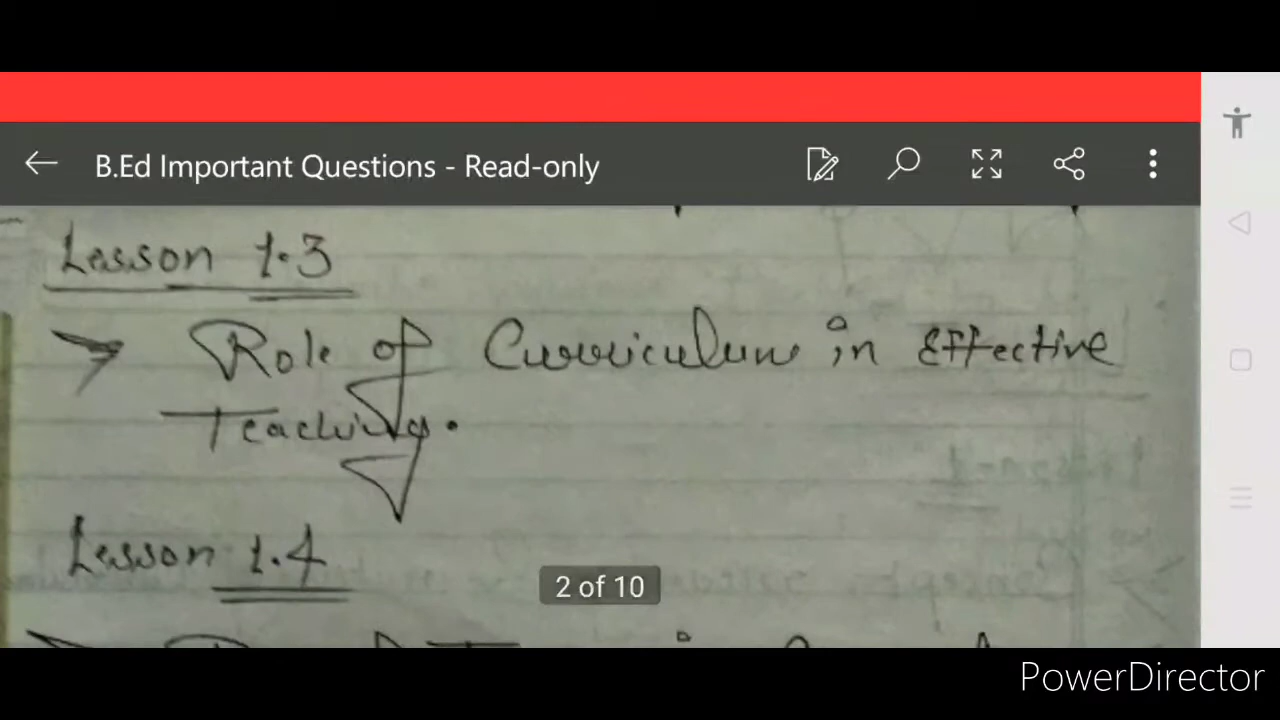 B.Ed Important Questions - Read-only
Lesson 1.3
Role of Curriculum in Effective
Teaching.
Lesson 1.4
2 of 10
PowerDirector